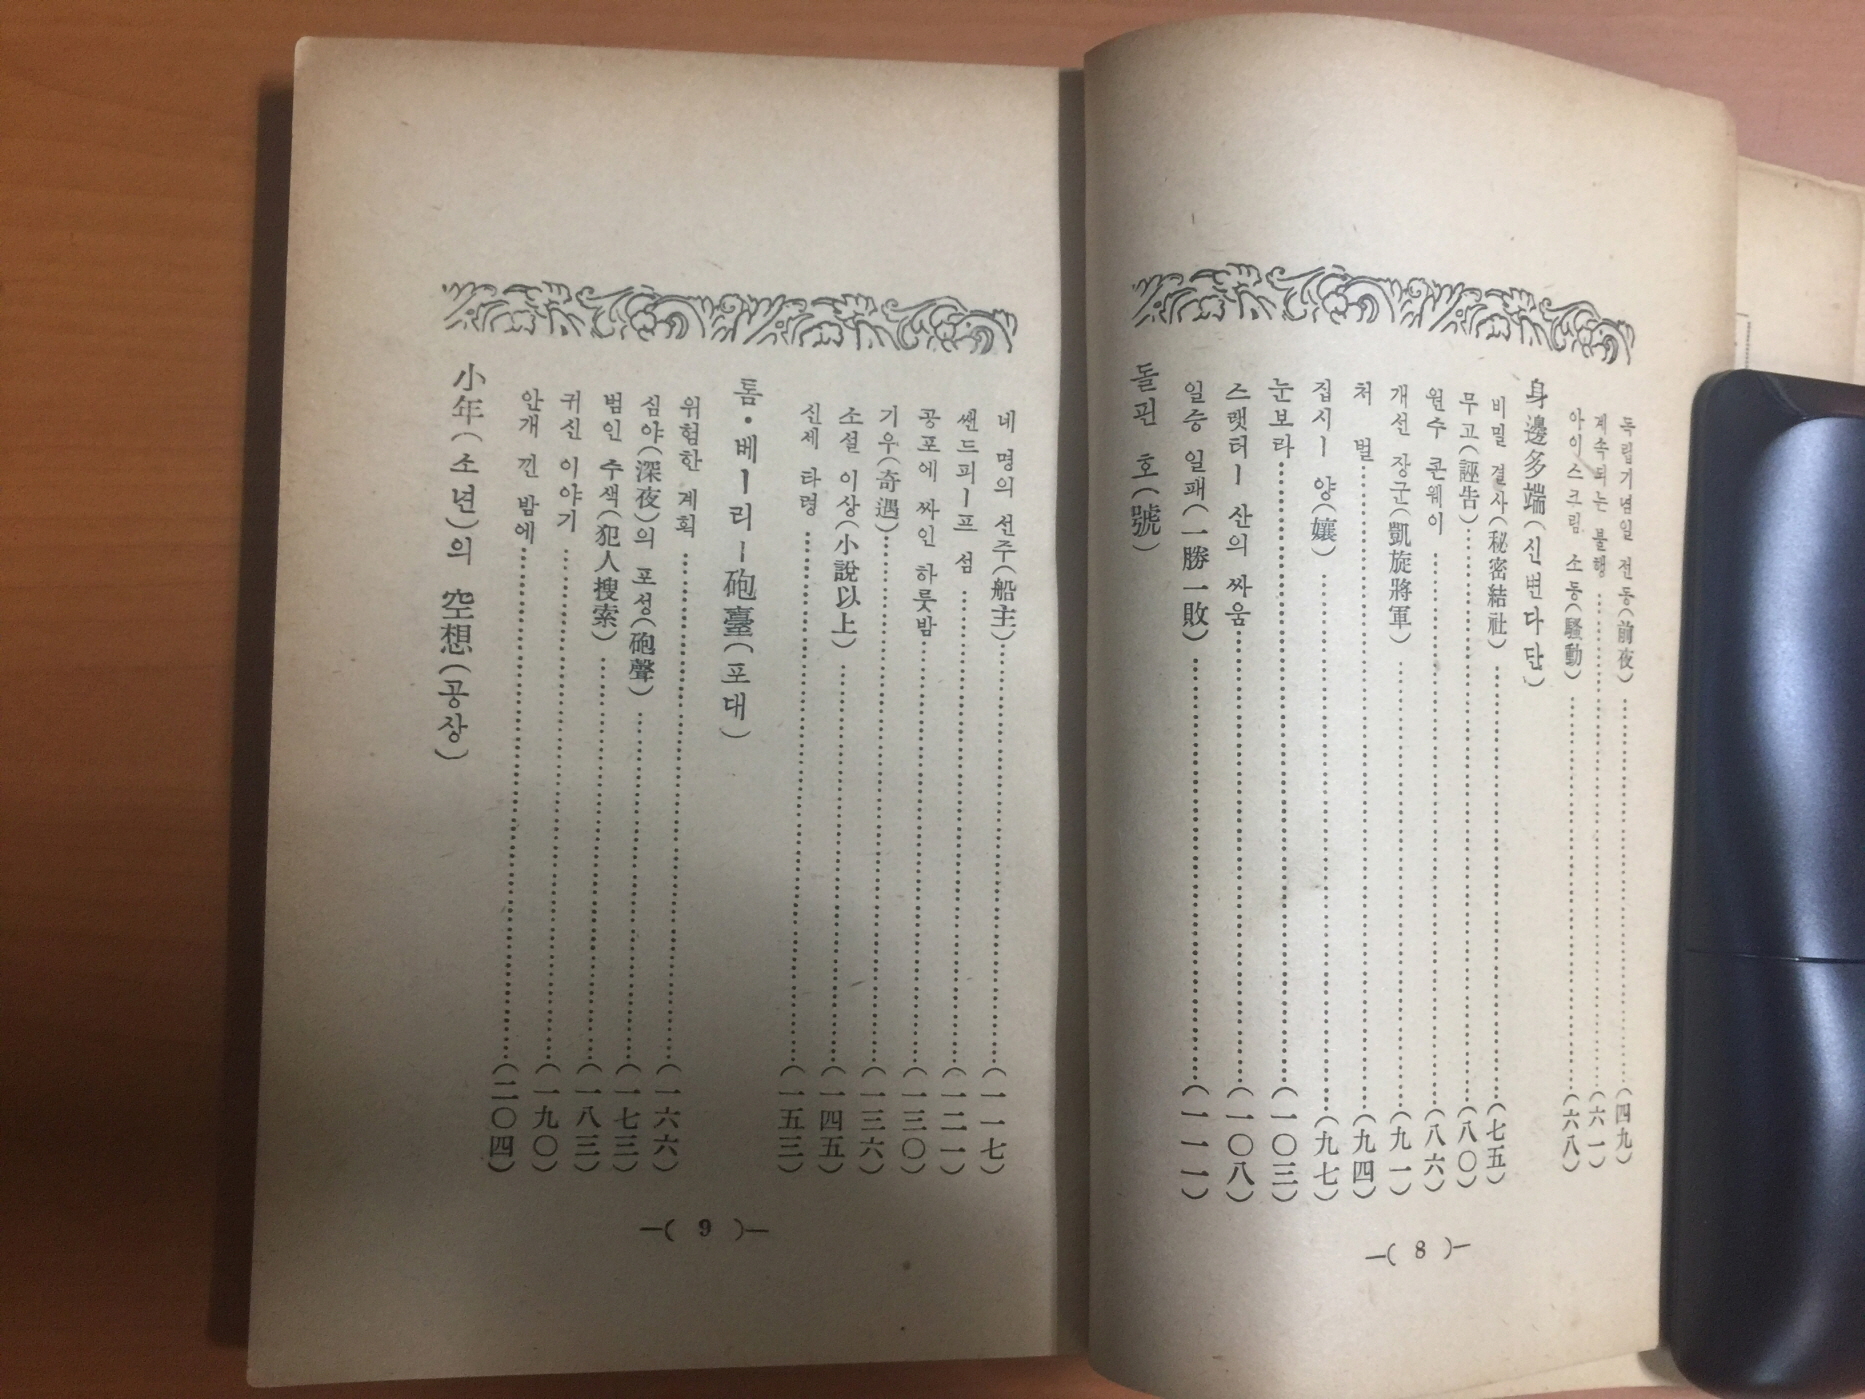 독립기념일 전동(前夜)…(四九)
계속되는 불행…(六一)
아이스크림 소동(騷動)…(六八)
身邊多端(신변다단)
비밀 결사(秘密結社)…(七五)
무고(誣告)…(八〇)
원수 콘웨이…(八六)
개선 장군(凱旋將軍)…(九一)
처 벌…(九四)
집시ー 양(孃)…(九七)
눈보라…(一〇三)
스랫터ー 산의 싸움…(一〇八)
일승 일패(一勝一敗)…(一一一)
돌핀 호(號)
—( 8 )—
네 명의 선주(船主)…(一一七)
쌘드피ー프 섬…(一二一)
공포에 싸인 하룻밤…(一三〇)
기우(奇遇)…(一三六)
소설 이상(小說以上)…(一四五)
신세 타령…(一五三)
톰・베ー리ー砲臺(포대)
위험한 계획…(一六六)
심야(深夜)의 포성(砲聲)…(一七三)
범인 수색(犯人搜索)…(一八三)
귀신 이야기…(一九〇)
안개 낀 밤에…(二〇四)
小年(소년)의 空想(공상)
—( 9 )—